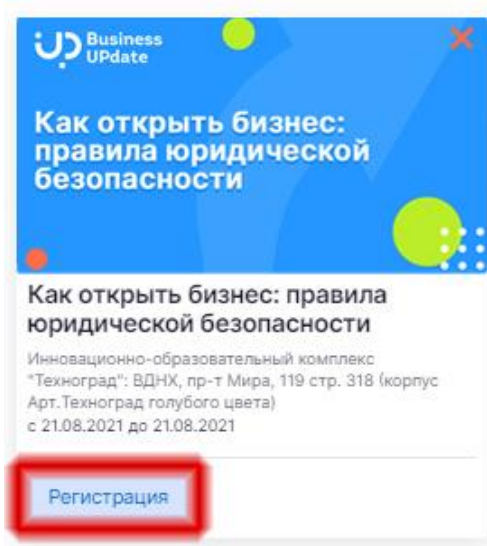 Business
UPdate
Как открыть бизнес:
правила юридической
безопасности
Как открыть бизнес: правила
юридической безопасности
Инновационно-образовательный комплекс
"Техноград": ВДНХ, пр-т Мира, 119 стр. 318 (корпус
Арт.Техноград голубого цвета)
с 21.08.2021 до 21.08.2021
Регистрация